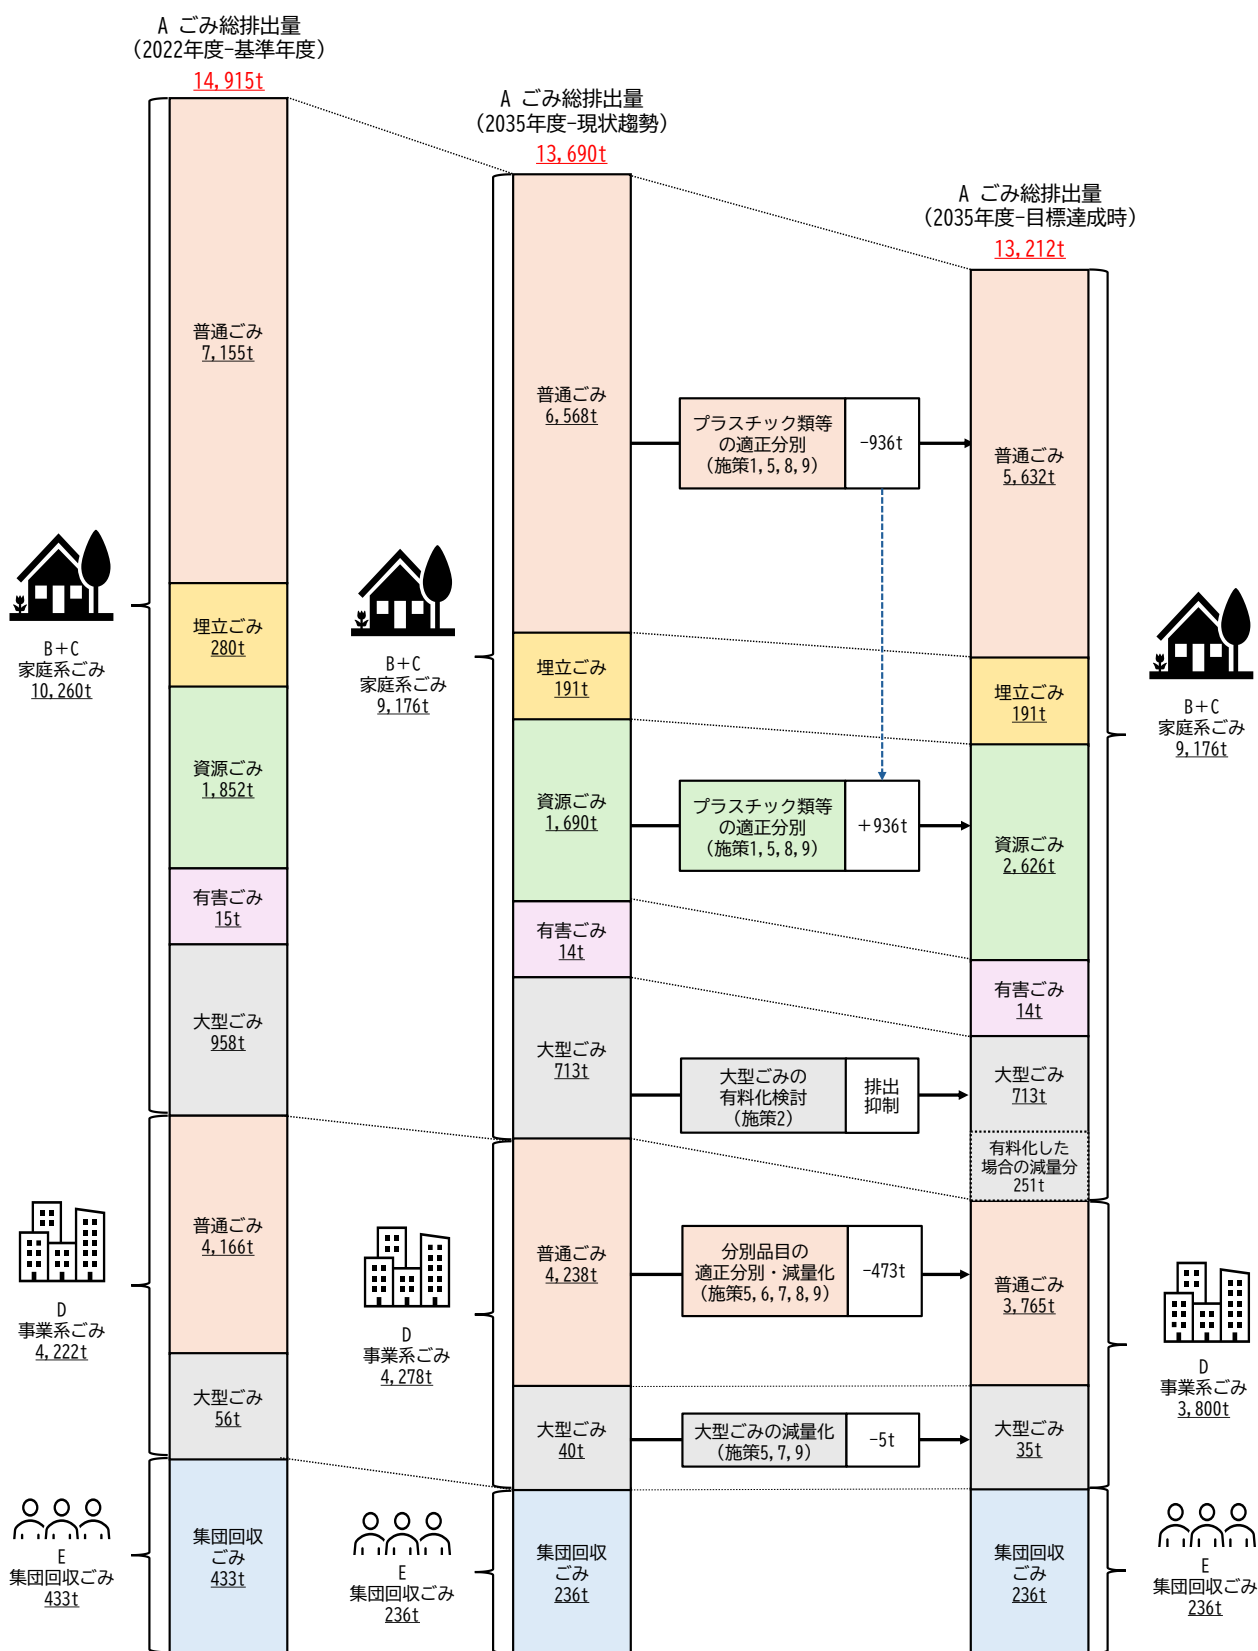 A ごみ総排出量
（2022年度-基準年度）
14,915t
普通ごみ
7,155t
埋立ごみ
280t
資源ごみ
1,852t
有害ごみ
15t
大型ごみ
958t
B+C
家庭系ごみ
10,260t
普通ごみ
4,166t
大型ごみ
56t
D
事業系ごみ
4,222t
集団回収
ごみ
433t
E
集団回収ごみ
433t
A ごみ総排出量
（2035年度-現状趨勢）
13,690t
普通ごみ
6,568t
埋立ごみ
191t
資源ごみ
1,690t
有害ごみ
14t
大型ごみ
713t
B+C
家庭系ごみ
9,176t
普通ごみ
4,238t
大型ごみ
40t
D
事業系ごみ
4,278t
集団回収
ごみ
236t
E
集団回収ごみ
236t
プラスチック類等
の適正分別
（施策1,5,8,9）
-936t
プラスチック類等
の適正分別
（施策1,5,8,9）
+936t
大型ごみの
有料化検討
（施策2）
排出
抑制
分別品目の
適正分別・減量化
（施策5,6,7,8,9）
-473t
大型ごみの減量化
（施策5,7,9）
-5t
A ごみ総排出量
（2035年度-目標達成時）
13,212t
普通ごみ
5,632t
埋立ごみ
191t
資源ごみ
2,626t
有害ごみ
14t
大型ごみ
713t
有料化した
場合の減量分
251t
B+C
家庭系ごみ
9,176t
普通ごみ
3,765t
大型ごみ
35t
D
事業系ごみ
3,800t
集団回収
ごみ
236t
E
集団回収ごみ
236t